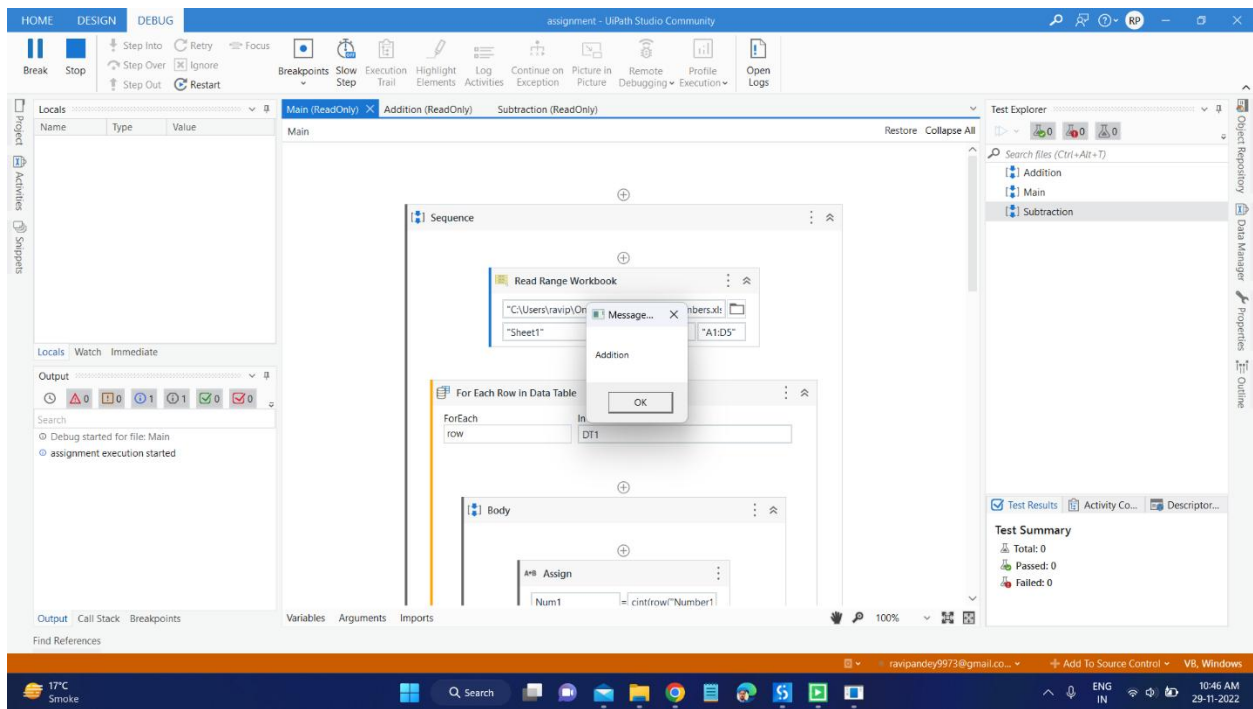 HOME DESIGN DEBUG assignment - UiPath Studio Community RP
Step Into Retry Focus
Break Stop Step Over Ignore Breakpoints Slow Step Execution Trail Highlight Elements Log Activities Continue on Exception Picture in Picture Remote Debugging Profile Execution Open Logs
Step Out Restart
Project
Activities
Snippets
Locals
Name Type Value
Locals Watch Immediate
Output
0 0 1 1 0 0
Search
Debug started for file: Main
assignment execution started
Output Call Stack Breakpoints
Find References
Main (ReadOnly) Addition (ReadOnly) Subtraction (ReadOnly)
Main Restore Collapse All
Sequence
Read Range Workbook
"C:\Users\ravip\On mbers.xls
"Sheet1" "A1:D5"
Message...
Addition
OK
For Each Row in Data Table
ForEach In
row DT1
Body
A*B Assign
Num1 = cint(row("Number1
Variables Arguments Imports 100%
Test Explorer
0 0 0
Search files (Ctrl+Alt+T)
Addition
Main
Subtraction
Test Results Activity Co... Descriptor...
Test Summary
Total: 0
Passed: 0
Failed: 0
Object Repository
Data Manager
Properties
Outline
ravipandey9973@gmail.co... Add To Source Control VB, Windows
17°C
Smoke
Search
ENG
IN
10:46 AM
29-11-2022